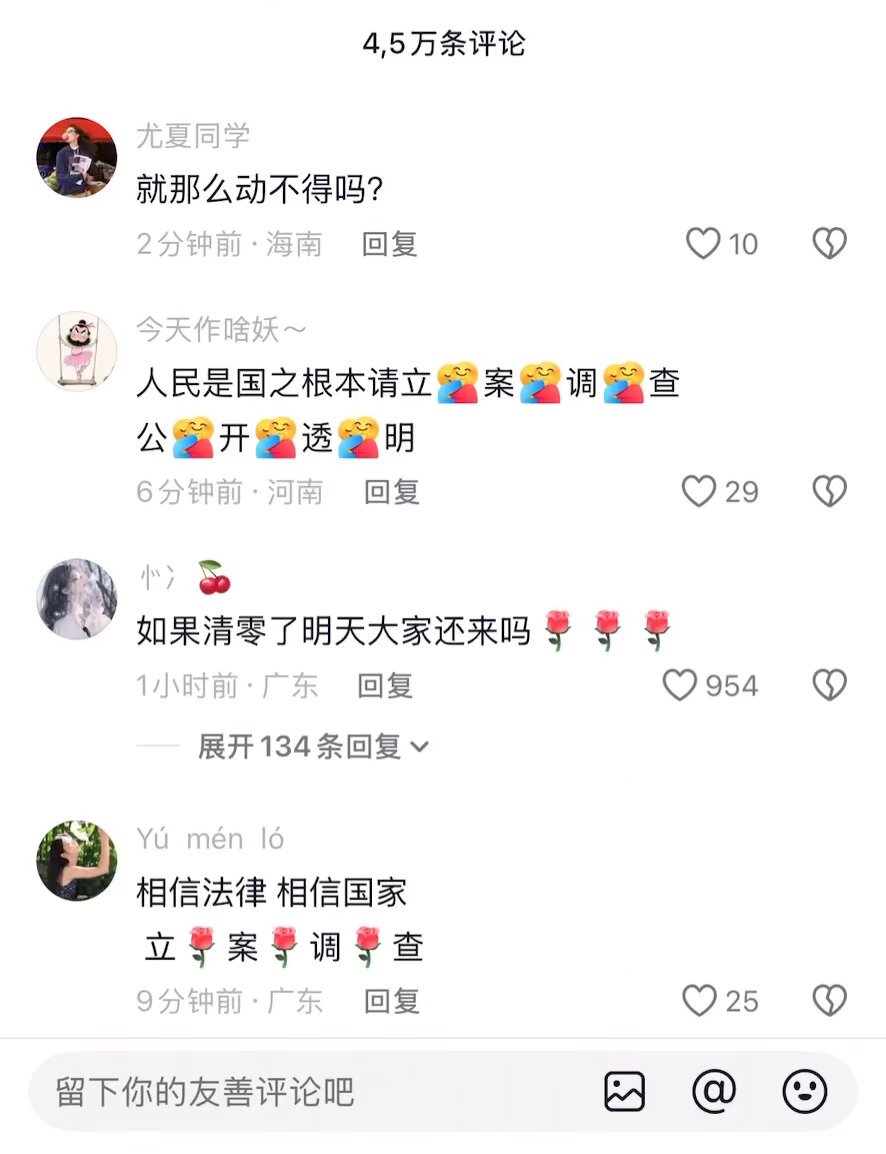 4,5万条评论
尤夏同学
就那么动不得吗?
2分钟前·海南 回复 10
今天作啥妖～
人民是国之根本请立🫂案🫂调🫂查
公🫂开🫂透🫂明
6分钟前·河南 回复 29
忄冫🍒
如果清零了明天大家还来吗🌹🌹🌹
1小时前·广东 回复 954
展开134条回复
Yú mén ló
相信法律 相信国家
立🌹案🌹调🌹查
9分钟前·广东 回复 25
留下你的友善评论吧